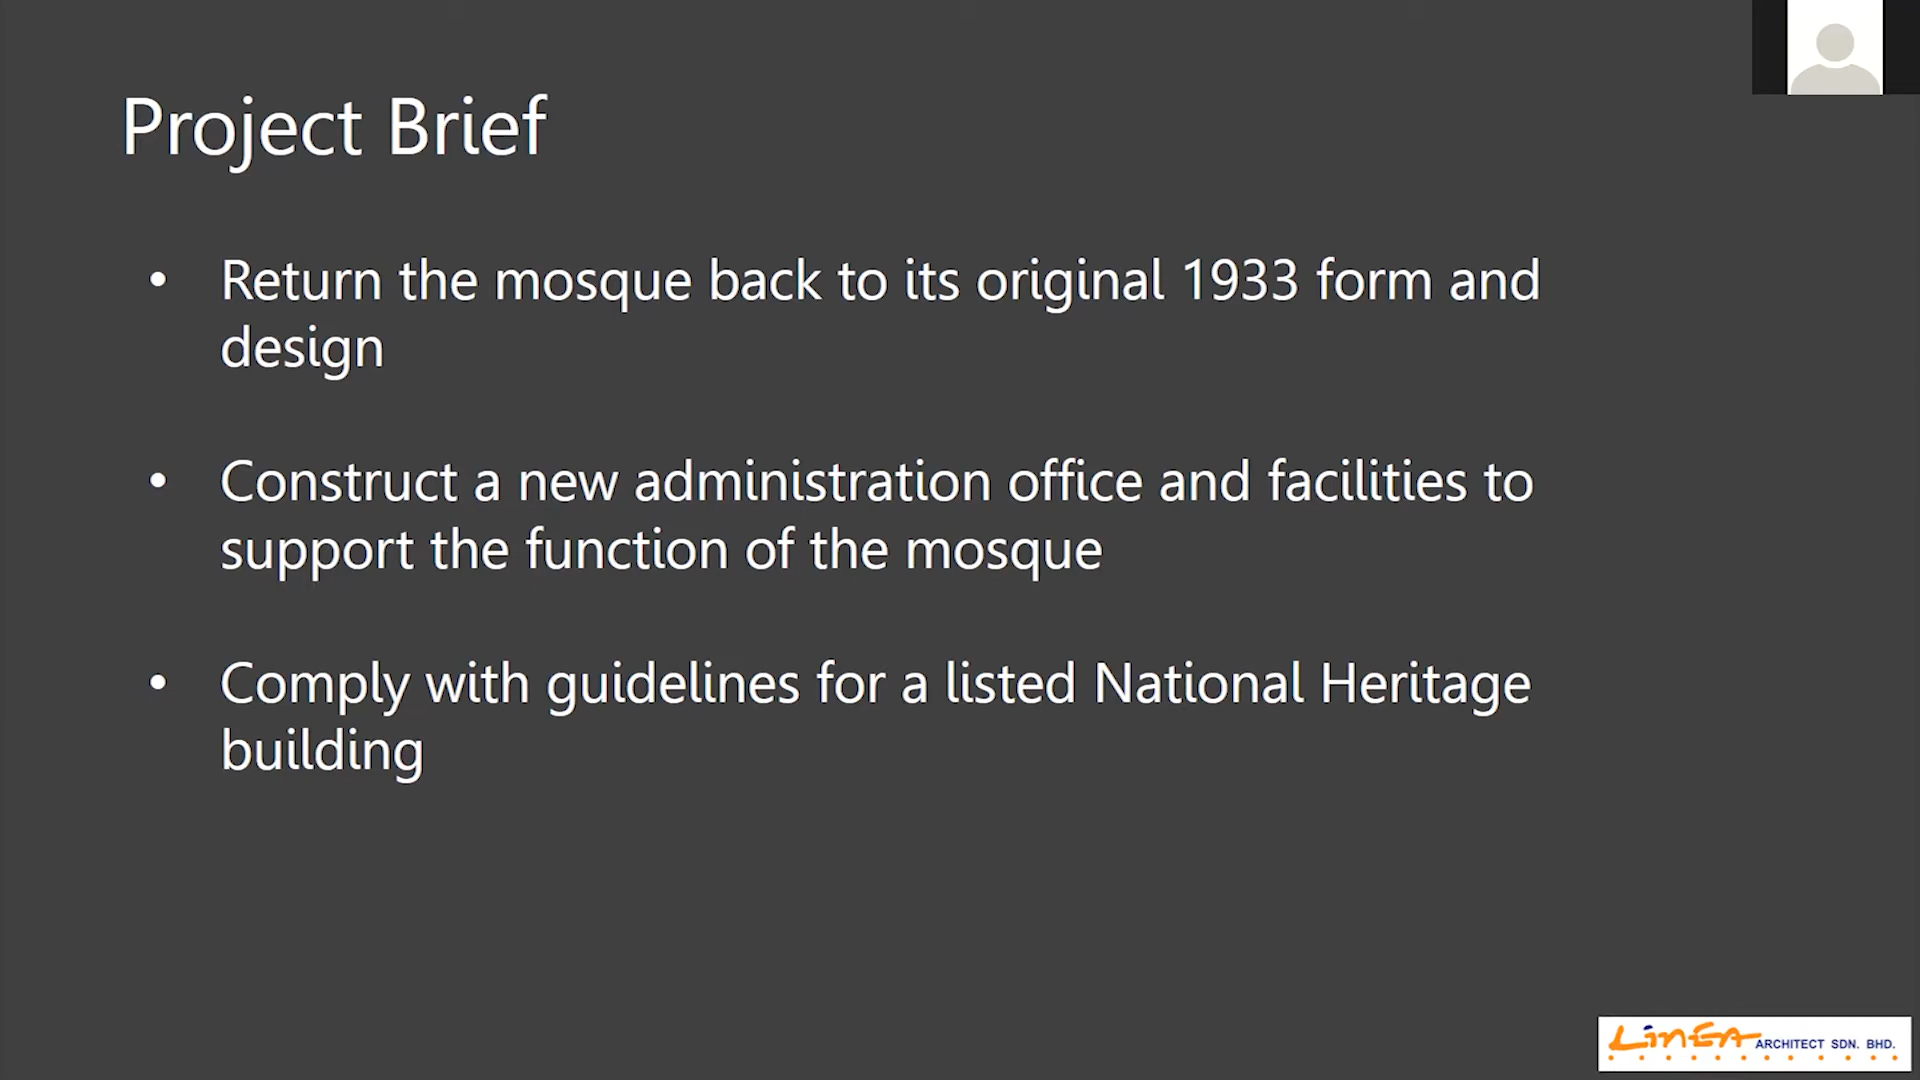 Project Brief
• Return the mosque back to its original 1933 form and
design
• Construct a new administration office and facilities to
support the function of the mosque
• Comply with guidelines for a listed National Heritage
building
LinEA ARCHITECT SDN. BHD.